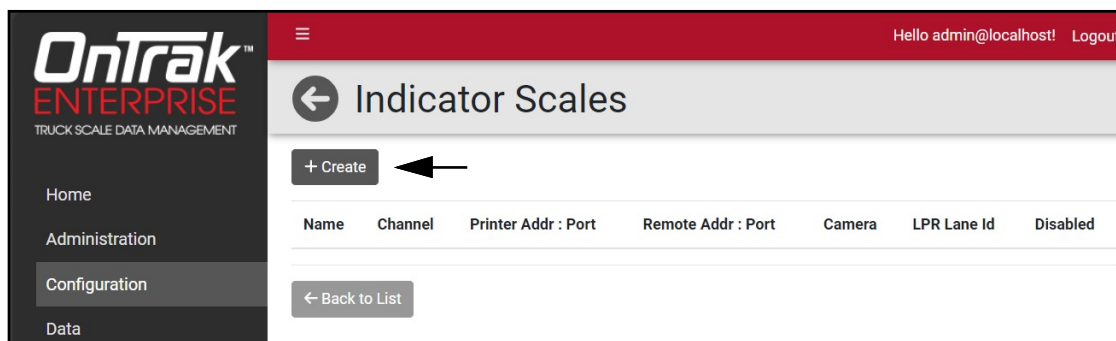 OnTrak™
ENTERPRISE
TRUCK SCALE DATA MANAGEMENT
Hello admin@localhost! Logout
Indicator Scales
+ Create
Name Channel Printer Addr : Port Remote Addr : Port Camera LPR Lane Id Disabled
← Back to List
Home
Administration
Configuration
Data